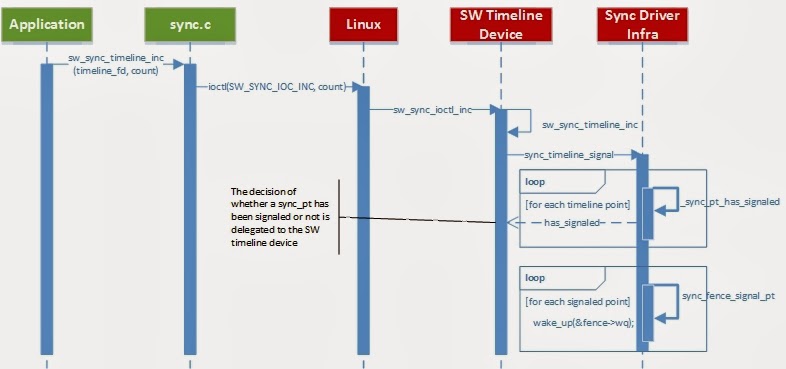 Application
sync.c
Linux
SW Timeline
Device
Sync Driver
Infra
sw_sync_timeline_inc
(timeline_fd, count)
ioctl(SW_SYNC_IOC_INC, count)
sw_sync_ioctl_inc
sw_sync_timeline_inc
sync_timeline_signal
loop
[for each timeline point]
_sync_pt_has_signaled
has_signaled
The decision of
whether a sync_pt has
been signaled or not is
delegated to the SW
timeline device
loop
[for each signaled point]
sync_fence_signal_pt
wake_up(&fence->wq);